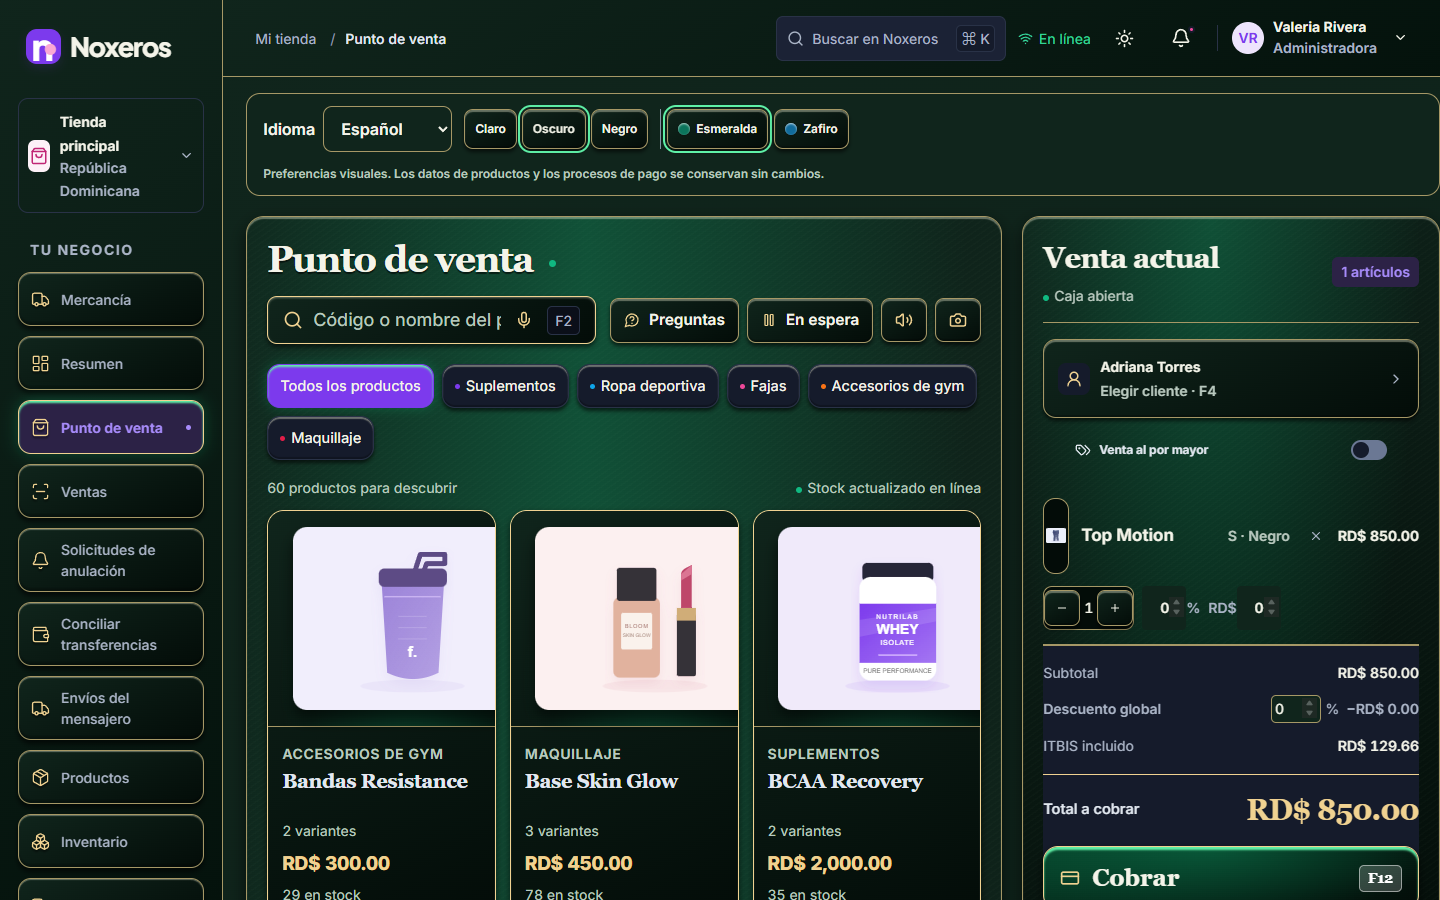 Noxeros
Tienda
principal
República
Dominicana
TU NEGOCIO
Mercancía
Resumen
Punto de venta
Ventas
Solicitudes de
anulación
Conciliar
transferencias
Envíos del
mensajero
Productos
Inventario
Mi tienda / Punto de venta
Buscar en Noxeros ⌘ K
En línea
VR
Valeria Rivera
Administradora
Idioma Español Claro Oscuro Negro Esmeralda Zafiro
Preferencias visuales. Los datos de productos y los procesos de pago se conservan sin cambios.
Punto de venta
Código o nombre del F2 Preguntas En espera
Todos los productos Suplementos Ropa deportiva Fajas Accesorios de gym
Maquillaje
60 productos para descubrir Stock actualizado en línea
f.
ACCESORIOS DE GYM
Bandas Resistance
2 variantes
RD$ 300.00
29 en stock
BLOOM
SKIN GLOW
MAQUILLAJE
Base Skin Glow
3 variantes
RD$ 450.00
78 en stock
NUTRILAB
WHEY
ISOLATE
PURE PERFORMANCE
SUPLEMENTOS
BCAA Recovery
2 variantes
RD$ 2,000.00
35 en stock
Venta actual
1 artículos
Caja abierta
Adriana Torres
Elegir cliente · F4
Venta al por mayor
Top Motion S · Negro × RD$ 850.00
− 1 + 0 % RD$ 0
Subtotal RD$ 850.00
Descuento global 0 % −RD$ 0.00
ITBIS incluido RD$ 129.66
Total a cobrar RD$ 850.00
Cobrar F12